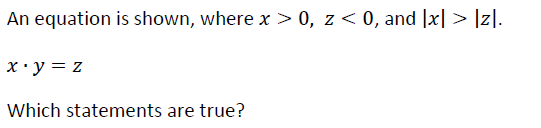 An equation is shown, where x > 0, z < 0, and |x| > |z|.
x · y = z
Which statements are true?